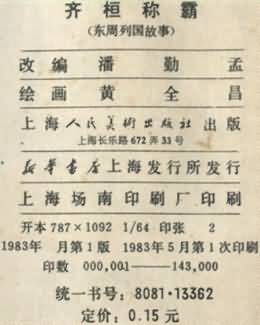 齐桓称霸
(东周列国故事)
改编 潘勤孟
绘画 黄全昌
上海人民美術出版社出版
上海长乐路672弄33号
新华書店上海发行所发行
上海场南印刷厂印刷
开本787×1092 1/64 印张 2
1983年 月第1版 1983年5月第1次印刷
印数 000,001——143,000
统一书号：8081·13362
定价：0.15元